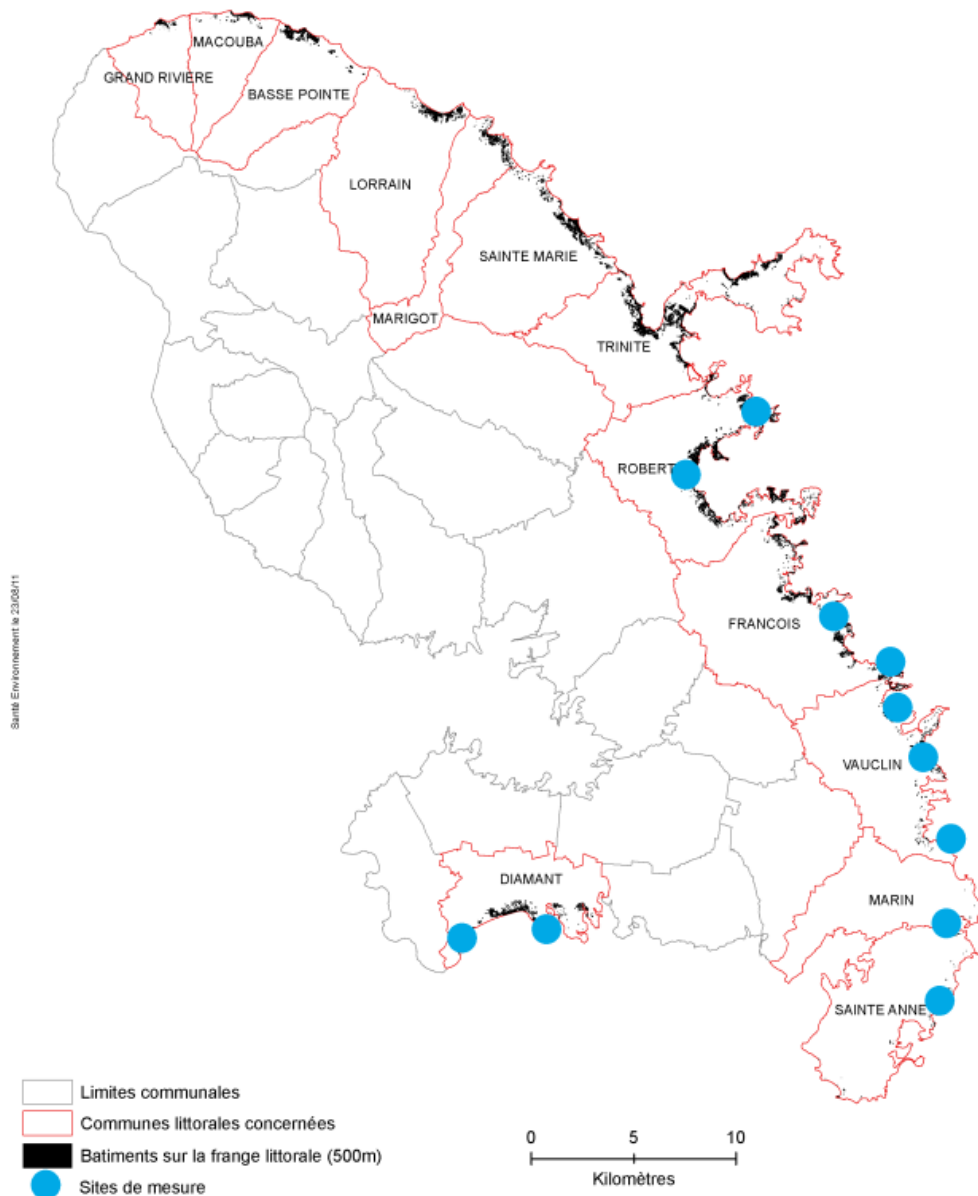 MACOUBA
GRAND RIVIERE
BASSE POINTE
LORRAIN
SAINTE MARIE
MARIGOT
TRINITE
ROBERT
FRANCOIS
VAUCLIN
DIAMANT
MARIN
SAINTE ANNE
Santé Environnement le 23/08/11
Limites communales
Communes littorales concernées
Batiments sur la frange littorale (500m)
Sites de mesure
0 5 10
Kilomètres